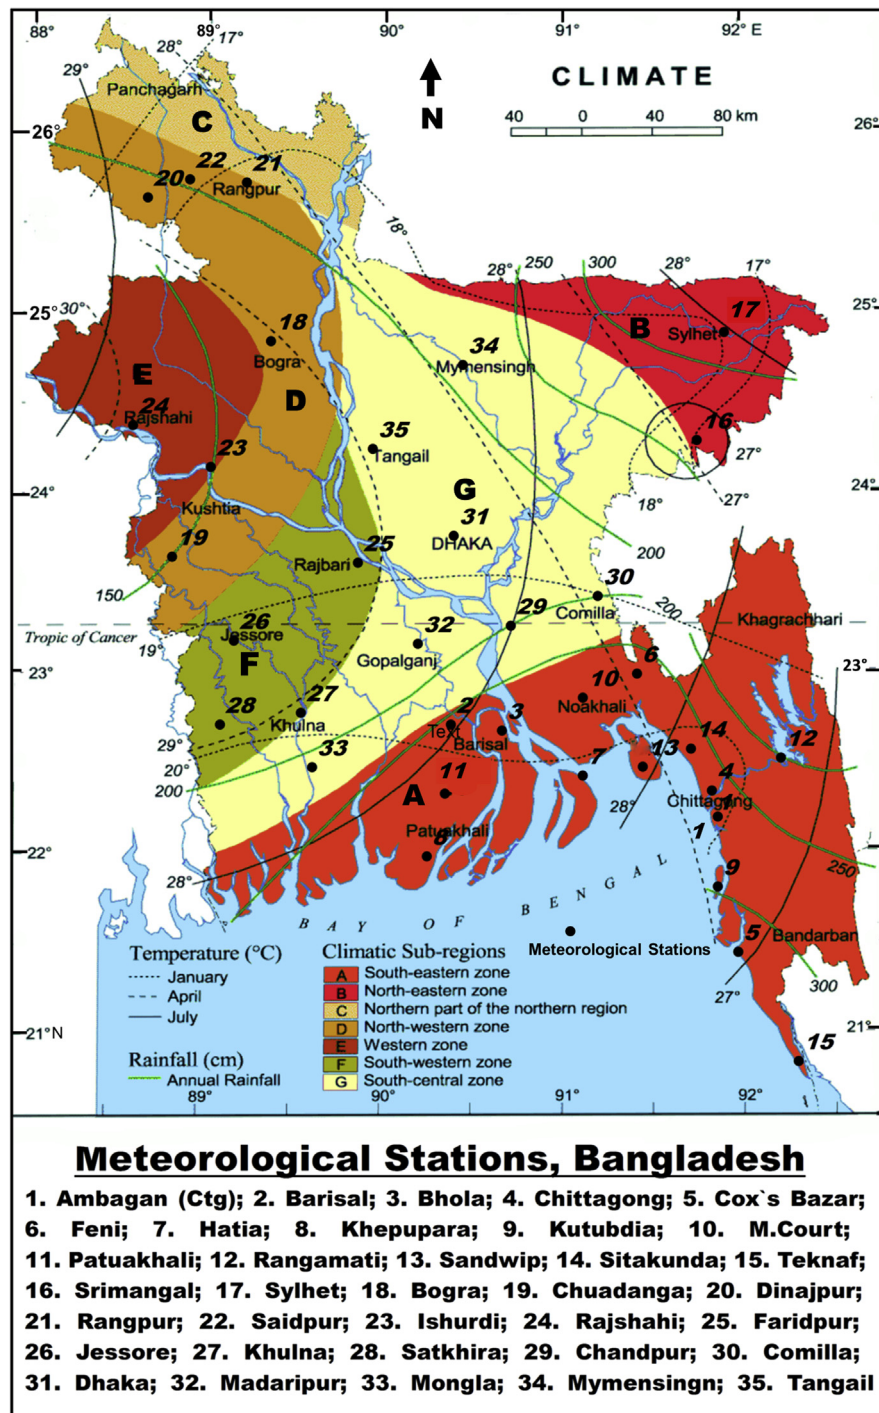 88° 89° 90° 91° 92° E
28° 17°
29°
Panchagarh
CLIMATE
N
40 0 40 80 km
26° 26°
C
22 21
20 Rangpur
18°
28° 250 300 28° 17°
25° 25°
30°
18
Bogra
34
Mymensingh
B 17
Sylhet
E
24
Rajshahi
D
35
Tangail
16
23
27°
24° 24°
Kushtia
G
31
DHAKA
18° 27°
19
25
Rajbari
200
30
150
29
Comilla
200
Khagrachhari
Tropic of Cancer
26
Jessore
19°
32
Gopalganj
23° 23°
F
6
10
Noakhali
28 27
Khulna
2 3
Text
Barisal
29°
20°
33
7 13 14 12
200
11
A
4
Chittagong
28°
1
Patuakhali
8
22°
28°
250
9
BAY OF BENGAL
5
Bandarban
Meteorological Stations
27° 300
15
21°N 21°
Temperature (°C)
January
April
July
Rainfall (cm)
Annual Rainfall
Climatic Sub-regions
A South-eastern zone
B North-eastern zone
C Northern part of the northern region
D North-western zone
E Western zone
F South-western zone
G South-central zone
89° 90° 91° 92°
Meteorological Stations, Bangladesh
1. Ambagan (Ctg); 2. Barisal; 3. Bhola; 4. Chittagong; 5. Cox`s Bazar;
6. Feni; 7. Hatia; 8. Khepupara; 9. Kutubdia; 10. M.Court;
11. Patuakhali; 12. Rangamati; 13. Sandwip; 14. Sitakunda; 15. Teknaf;
16. Srimangal; 17. Sylhet; 18. Bogra; 19. Chuadanga; 20. Dinajpur;
21. Rangpur; 22. Saidpur; 23. Ishurdi; 24. Rajshahi; 25. Faridpur;
26. Jessore; 27. Khulna; 28. Satkhira; 29. Chandpur; 30. Comilla;
31. Dhaka; 32. Madaripur; 33. Mongla; 34. Mymensingn; 35. Tangail